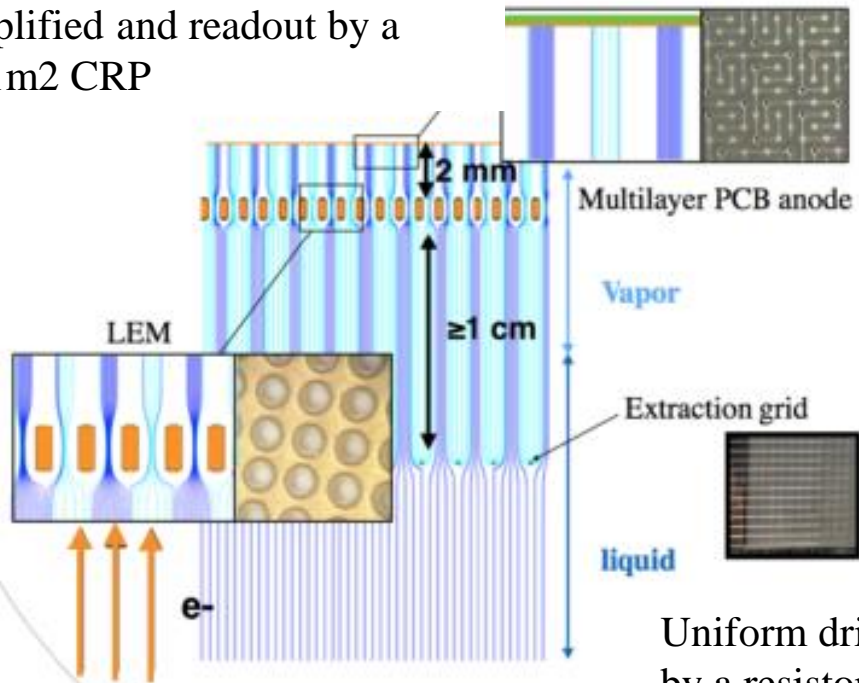 plified and readout by a
m2 CRP
2 mm
Multilayer PCB anode
Vapor
LEM
≥1 cm
Extraction grid
liquid
e-
Uniform dri
by a resistor